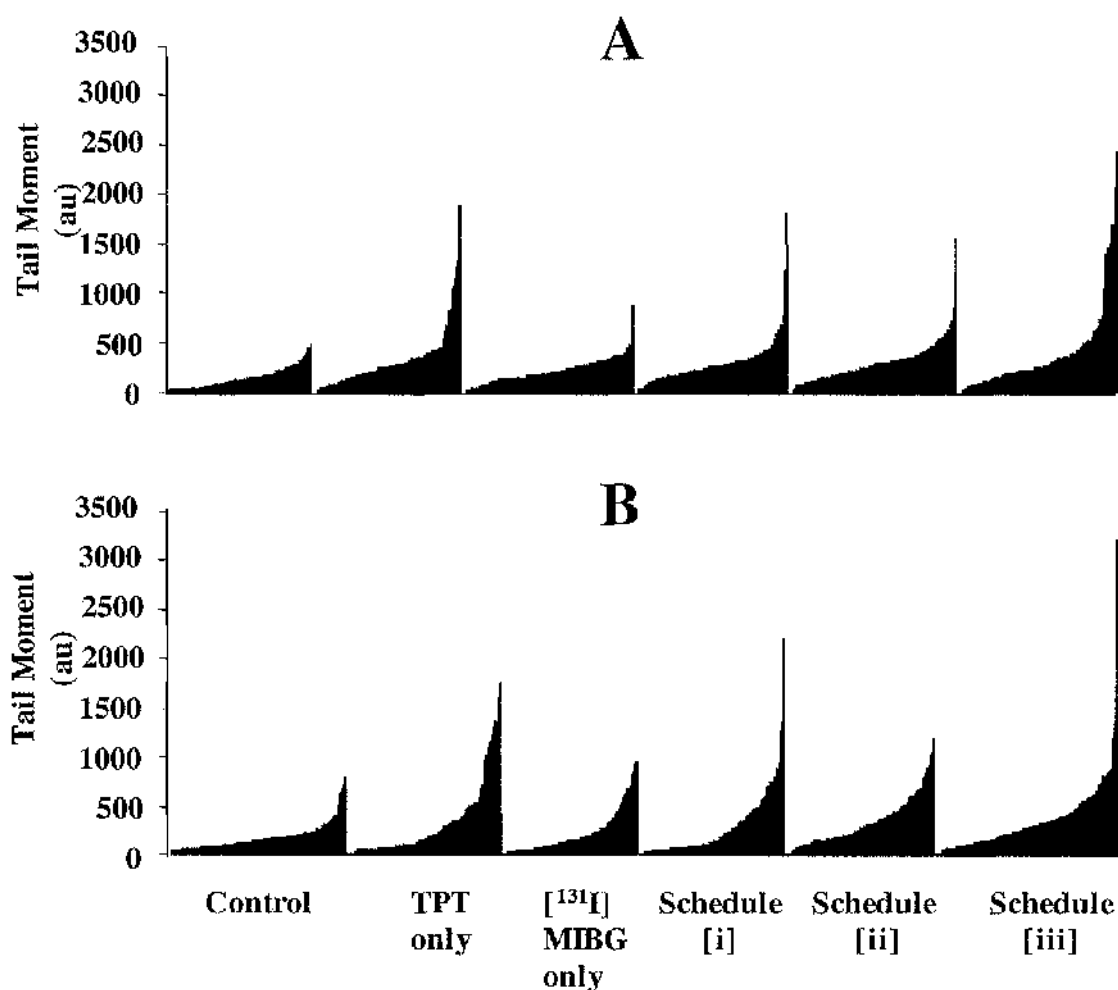 A
3500
3000
2500
2000
1500
1000
500
0
Tail Moment
(au)
B
3500
3000
2500
2000
1500
1000
500
0
Tail Moment
(au)
Control
TPT
only
[¹³¹I]
MIBG
only
Schedule
[i]
Schedule
[ii]
Schedule
[iii]